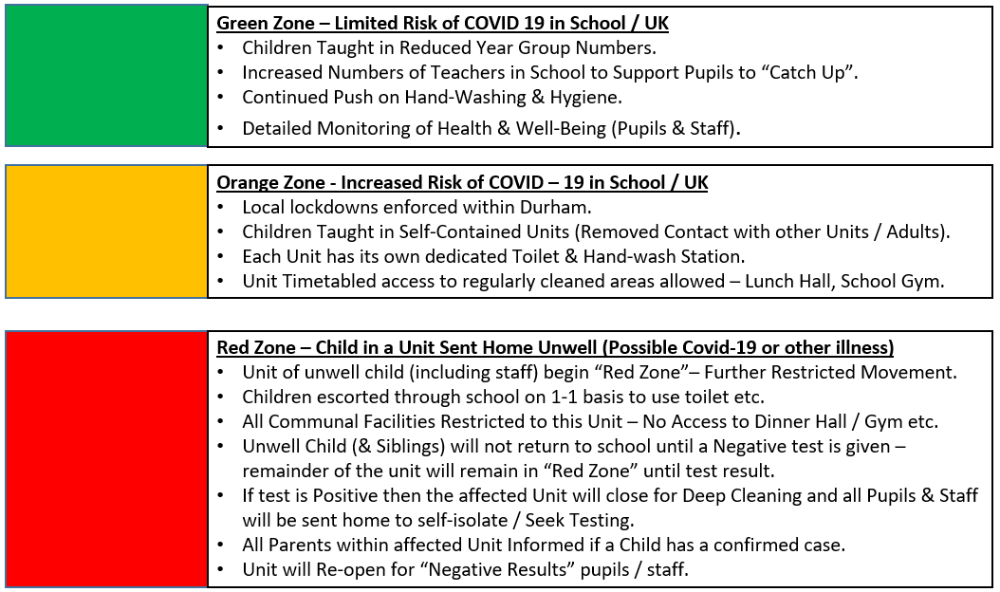 Green Zone – Limited Risk of COVID 19 in School / UK
• Children Taught in Reduced Year Group Numbers.
• Increased Numbers of Teachers in School to Support Pupils to “Catch Up”.
• Continued Push on Hand-Washing & Hygiene.
• Detailed Monitoring of Health & Well-Being (Pupils & Staff).
Orange Zone - Increased Risk of COVID – 19 in School / UK
• Local lockdowns enforced within Durham.
• Children Taught in Self-Contained Units (Removed Contact with other Units / Adults).
• Each Unit has its own dedicated Toilet & Hand-wash Station.
• Unit Timetabled access to regularly cleaned areas allowed – Lunch Hall, School Gym.
Red Zone – Child in a Unit Sent Home Unwell (Possible Covid-19 or other illness)
• Unit of unwell child (including staff) begin “Red Zone”– Further Restricted Movement.
• Children escorted through school on 1-1 basis to use toilet etc.
• All Communal Facilities Restricted to this Unit – No Access to Dinner Hall / Gym etc.
• Unwell Child (& Siblings) will not return to school until a Negative test is given –
remainder of the unit will remain in “Red Zone” until test result.
• If test is Positive then the affected Unit will close for Deep Cleaning and all Pupils & Staff
will be sent home to self-isolate / Seek Testing.
• All Parents within affected Unit Informed if a Child has a confirmed case.
• Unit will Re-open for “Negative Results” pupils / staff.